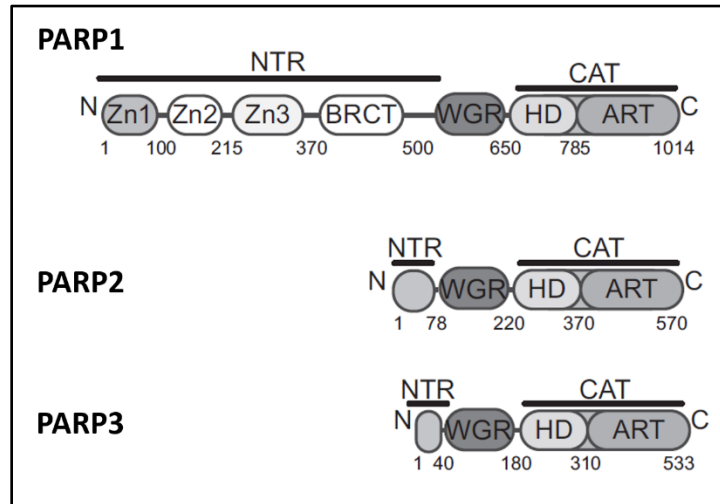 PARP1
NTR
CAT
N Zn1 Zn2 Zn3 BRCT WGR HD ART C
1 100 215 370 500 650 785 1014
NTR CAT
PARP2
N WGR HD ART C
1 78 220 370 570
NTR CAT
PARP3
N WGR HD ART C
1 40 180 310 533